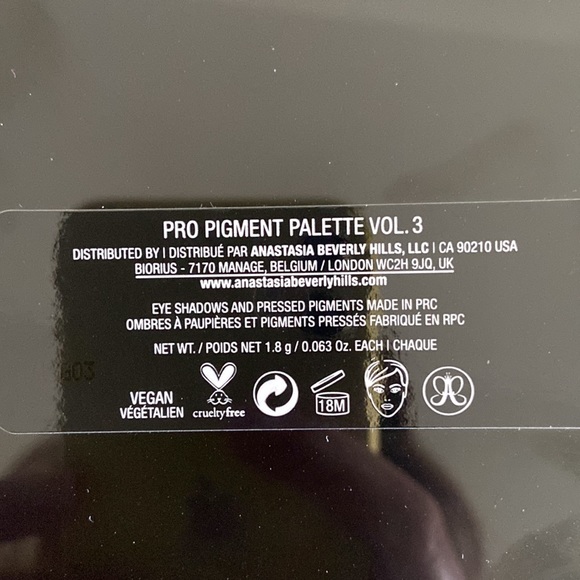 PRO PIGMENT PALETTE VOL. 3
DISTRIBUTED BY | DISTRIBUÉ PAR ANASTASIA BEVERLY HILLS, LLC | CA 90210 USA
BIORIUS - 7170 MANAGE, BELGIUM / LONDON WC2H 9JQ, UK
www.anastasiabeverlyhills.com
EYE SHADOWS AND PRESSED PIGMENTS MADE IN PRC
OMBRES À PAUPIÈRES ET PIGMENTS PRESSÉS FABRIQUÉ EN RPC
NET WT. / POIDS NET 1.8 g / 0.063 Oz. EACH | CHAQUE
VEGAN
VÉGÉTALIEN
crueltyfree
18M